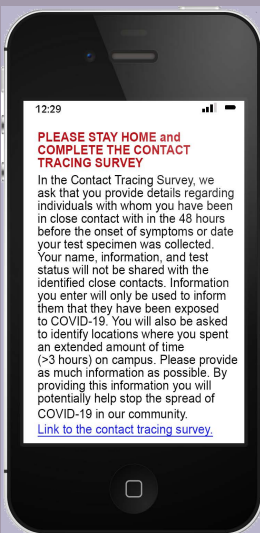 12:29
PLEASE STAY HOME and
COMPLETE THE CONTACT
TRACING SURVEY
In the Contact Tracing Survey, we
ask that you provide details regarding
individuals with whom you have been
in close contact with in the 48 hours
before the onset of symptoms or date
your test specimen was collected.
Your name, information, and test
status will not be shared with the
identified close contacts. Information
you enter will only be used to inform
them that they have been exposed
to COVID-19. You will also be asked
to identify locations where you spent
an extended amount of time
(>3 hours) on campus. Please provide
as much information as possible. By
providing this information you will
potentially help stop the spread of
COVID-19 in our community.
Link to the contact tracing survey.